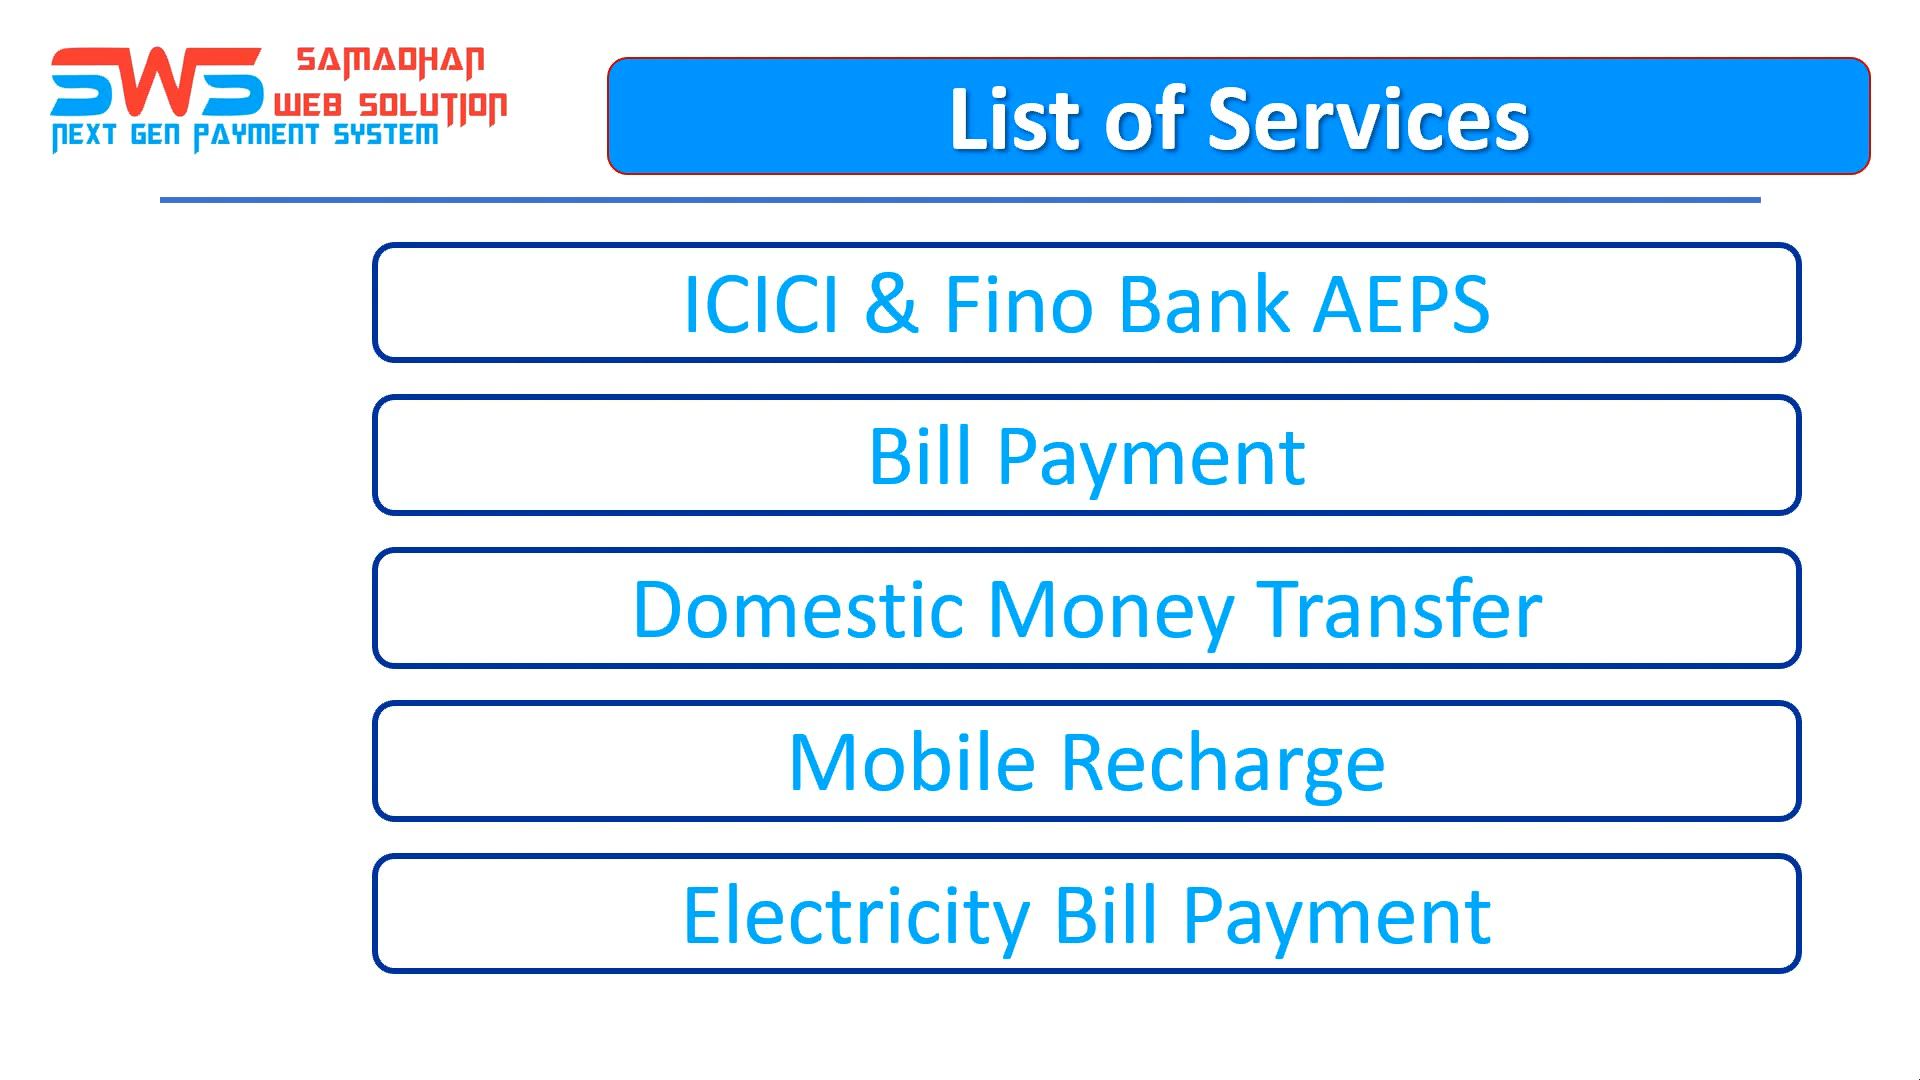 SWS
SAMADHAN
WEB SOLUTION
NEXT GEN PAYMENT SYSTEM
List of Services
ICICI & Fino Bank AEPS
Bill Payment
Domestic Money Transfer
Mobile Recharge
Electricity Bill Payment